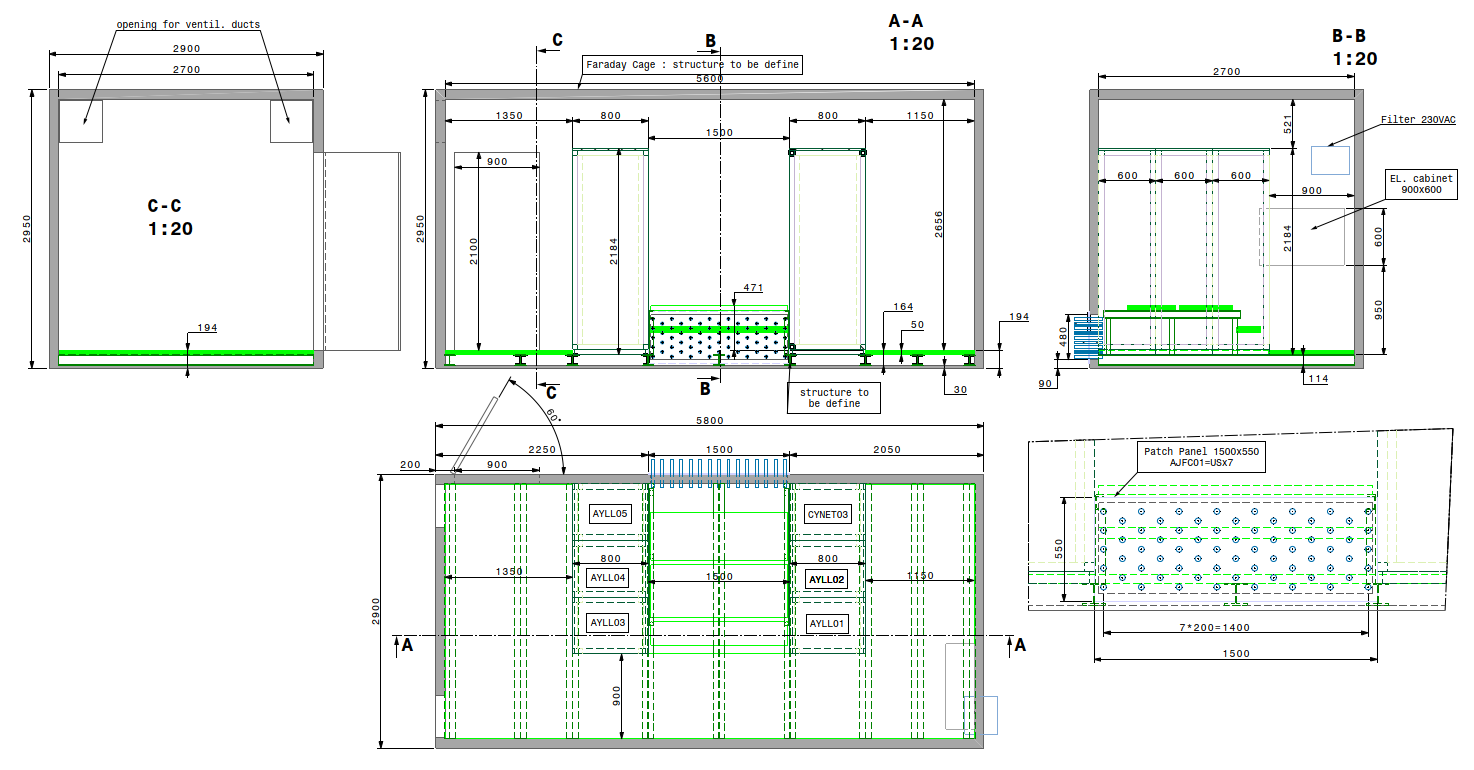 opening for ventil. ducts
2900
2700
2950
C-C
1:20
194
A-A
1:20
C
B
Faraday Cage : structure to be define
5600
1350
800
1500
800
1150
900
2950
2100
2184
2656
471
164
50
194
30
B
C
structure to
be define
B-B
1:20
2700
521
Filter 230VAC
600
600
600
900
EL. cabinet
900x600
2184
600
950
480
90
114
60°
5800
2250
1500
2050
200
900
2900
AYLL05
CYNET03
800
800
1350
AYLL04
1500
AYLL02
1150
AYLL03
AYLL01
A
A
900
Patch Panel 1500x550
AJFC01=USx7
550
7*200=1400
1500